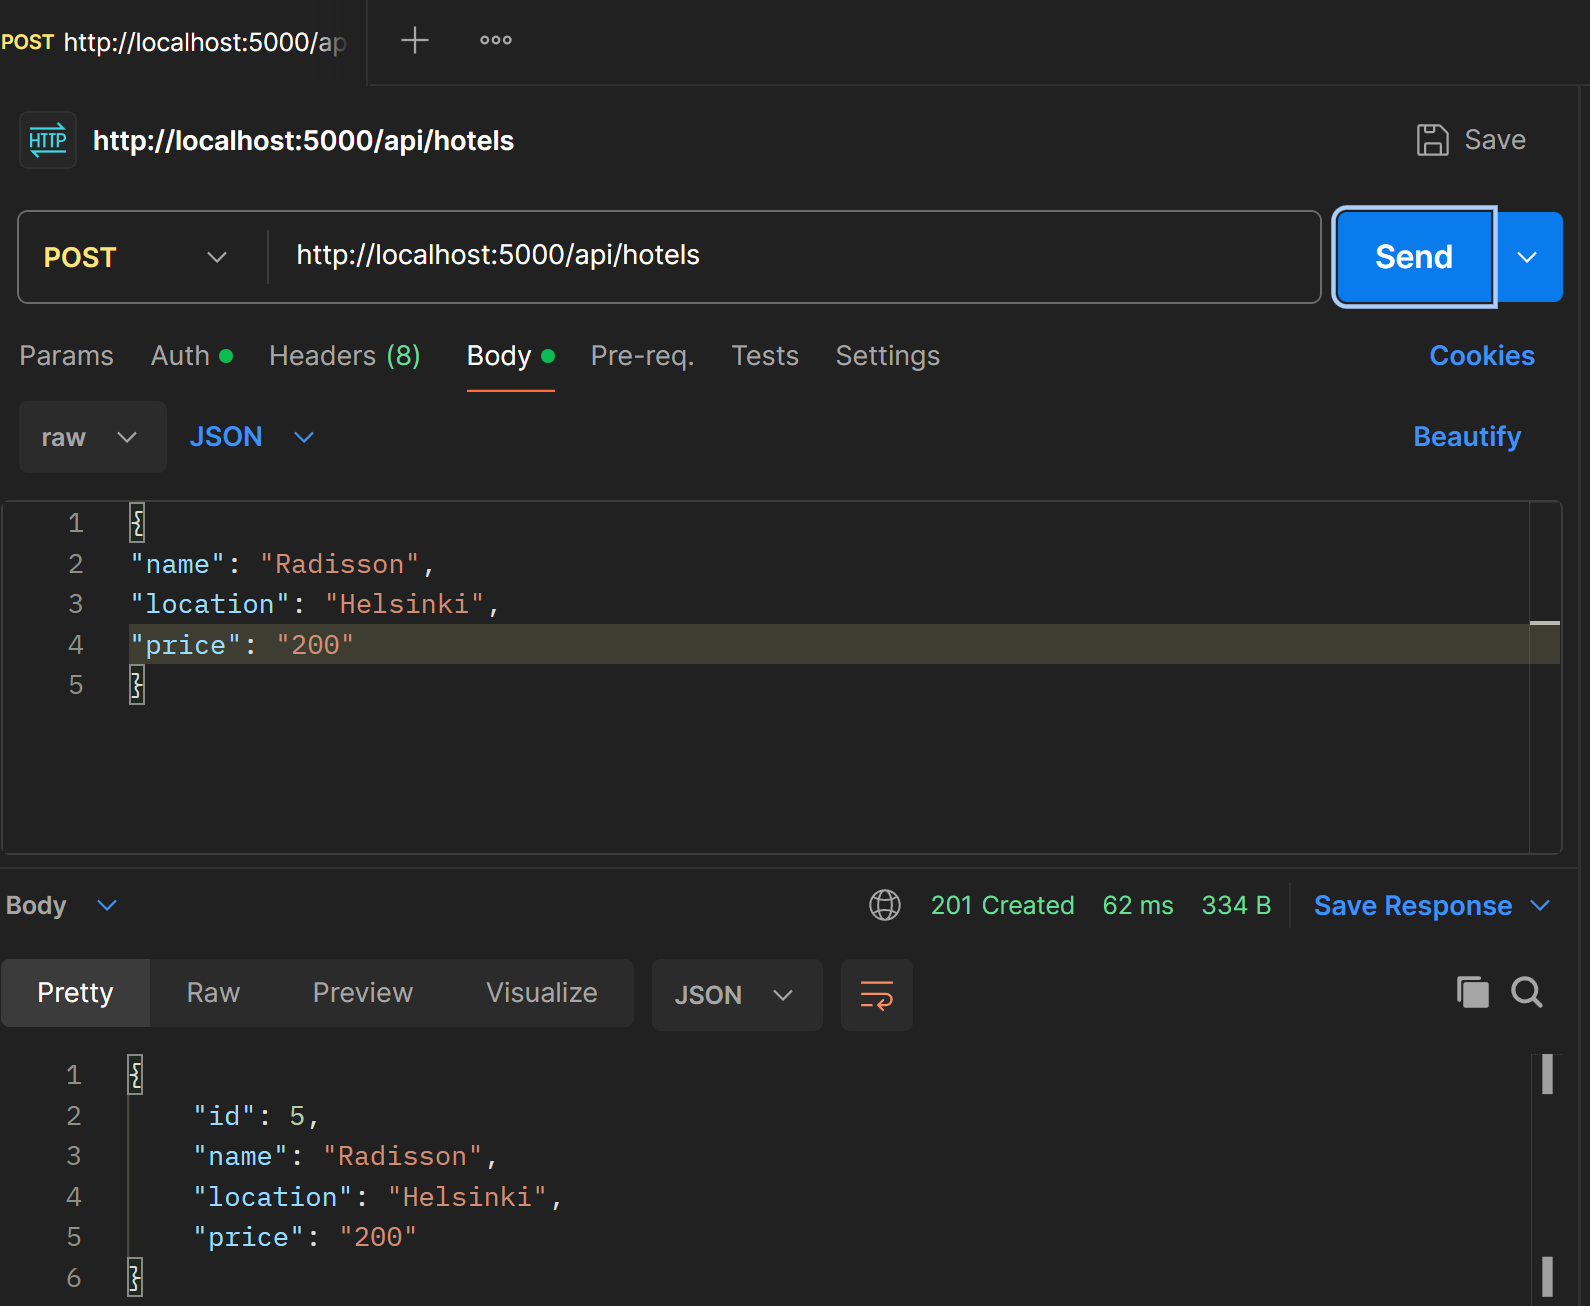 POST http://localhost:5000/ap
HTTP http://localhost:5000/api/hotels Save
POST http://localhost:5000/api/hotels Send
Params Auth Headers (8) Body Pre-req. Tests Settings Cookies
raw JSON Beautify
1 {
2 "name": "Radisson",
3 "location": "Helsinki",
4 "price": "200"
5 }
Body 201 Created 62 ms 334 B Save Response
Pretty Raw Preview Visualize JSON
1 {
2 "id": 5,
3 "name": "Radisson",
4 "location": "Helsinki",
5 "price": "200"
6 }